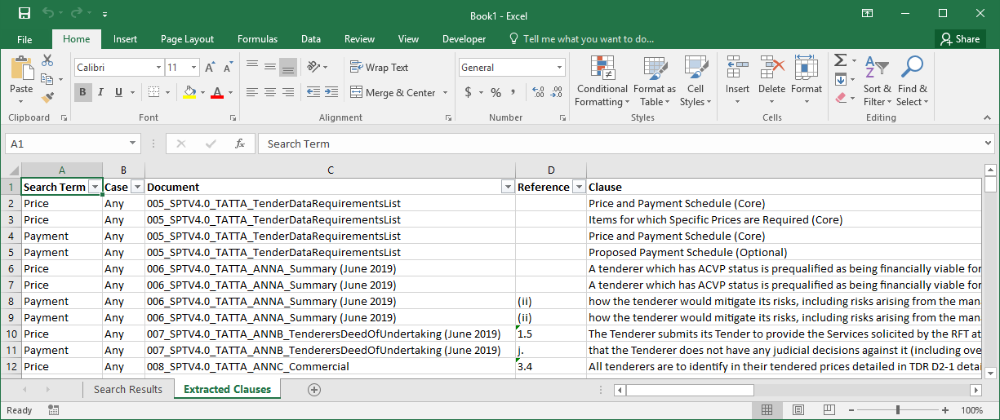 Book1 - Excel
File Home Insert Page Layout Formulas Data Review View Developer Tell me what you want to do... Share
Calibri 11 A A Wrap Text General Σ
Paste B I U A Merge & Center $ % , .0 .00 .00 .0 Conditional Formatting Format as Table Cell Styles Insert Delete Format Sort & Filter Find & Select
Clipboard Font Alignment Number Styles Cells Editing
A1 fx Search Term
A B C D
1 Search Term Case Document Reference Clause
2 Price Any 005_SPTV4.0_TATTA_TenderDataRequirementsList Price and Payment Schedule (Core)
3 Price Any 005_SPTV4.0_TATTA_TenderDataRequirementsList Items for which Specific Prices are Required (Core)
4 Payment Any 005_SPTV4.0_TATTA_TenderDataRequirementsList Price and Payment Schedule (Core)
5 Payment Any 005_SPTV4.0_TATTA_TenderDataRequirementsList Proposed Payment Schedule (Optional)
6 Price Any 006_SPTV4.0_TATTA_ANNA_Summary (June 2019) A tenderer which has ACVP status is prequalified as being financially viable for
7 Price Any 006_SPTV4.0_TATTA_ANNA_Summary (June 2019) A tenderer which has ACVP status is prequalified as being financially viable for
8 Payment Any 006_SPTV4.0_TATTA_ANNA_Summary (June 2019) (ii) how the tenderer would mitigate its risks, including risks arising from the man
9 Payment Any 006_SPTV4.0_TATTA_ANNA_Summary (June 2019) (ii) how the tenderer would mitigate its risks, including risks arising from the man
10 Price Any 007_SPTV4.0_TATTA_ANNB_TenderersDeedOfUndertaking (June 2019) 1.5 The Tenderer submits its Tender to provide the Services solicited by the RFT at
11 Payment Any 007_SPTV4.0_TATTA_ANNB_TenderersDeedOfUndertaking (June 2019) j. that the Tenderer does not have any judicial decisions against it (including ove
12 Price Any 008_SPTV4.0_TATTA_ANNC_Commercial 3.4 All tenderers are to identify in their tendered prices detailed in TDR D2-1 detai
Search Results Extracted Clauses
Ready 100%